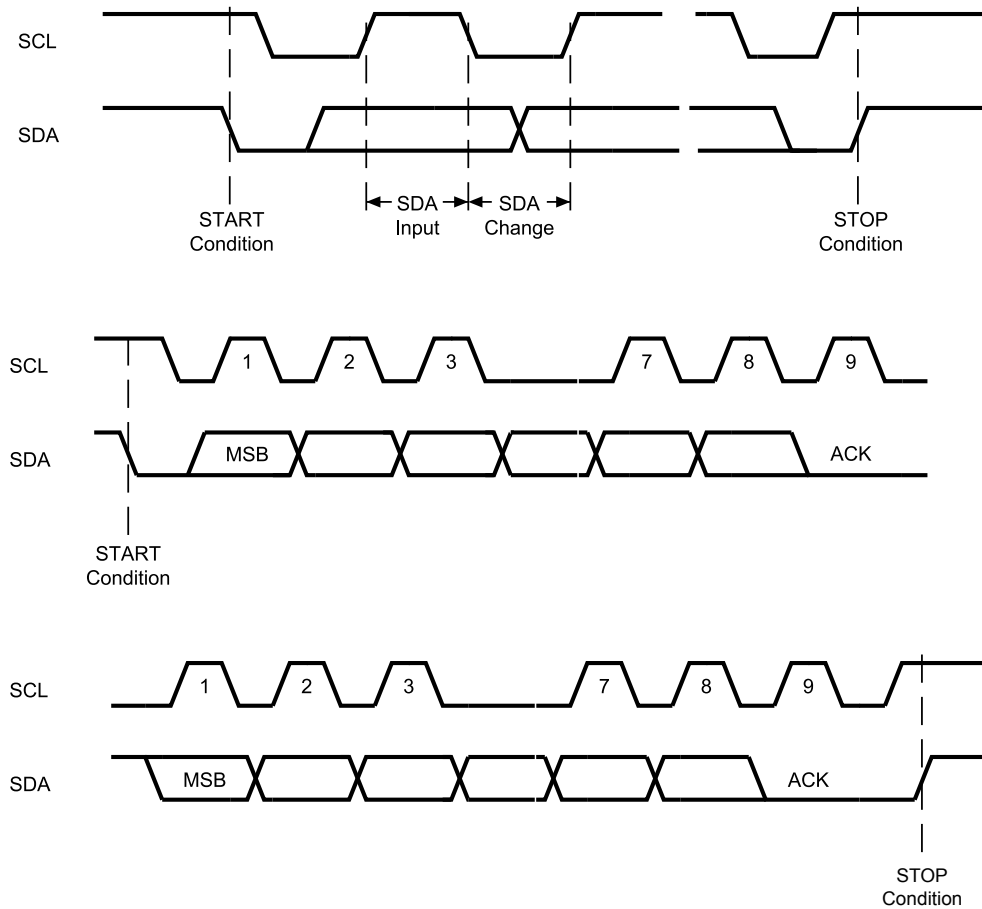 SCL
SDA
SDA
Input
SDA
Change
START
Condition
STOP
Condition
SCL
1 2 3 7 8 9
SDA
MSB ACK
START
Condition
SCL
1 2 3 7 8 9
SDA
MSB ACK
STOP
Condition